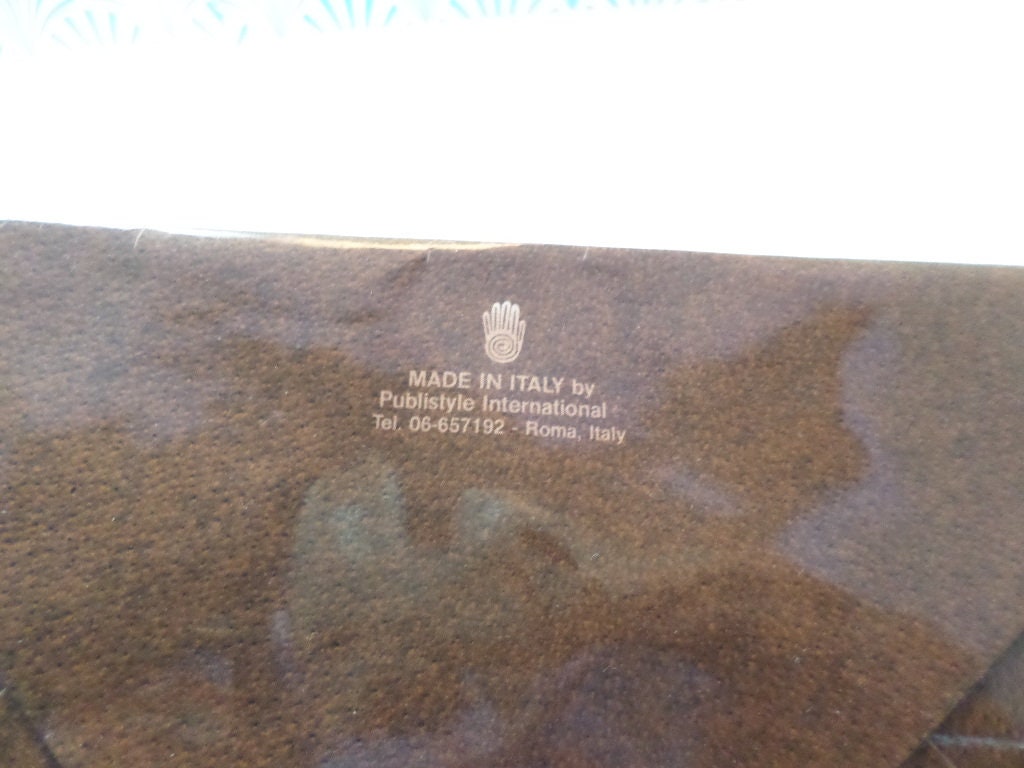 MADE IN ITALY by
Publistyle International
Tel. 06-657192 - Roma, Italy